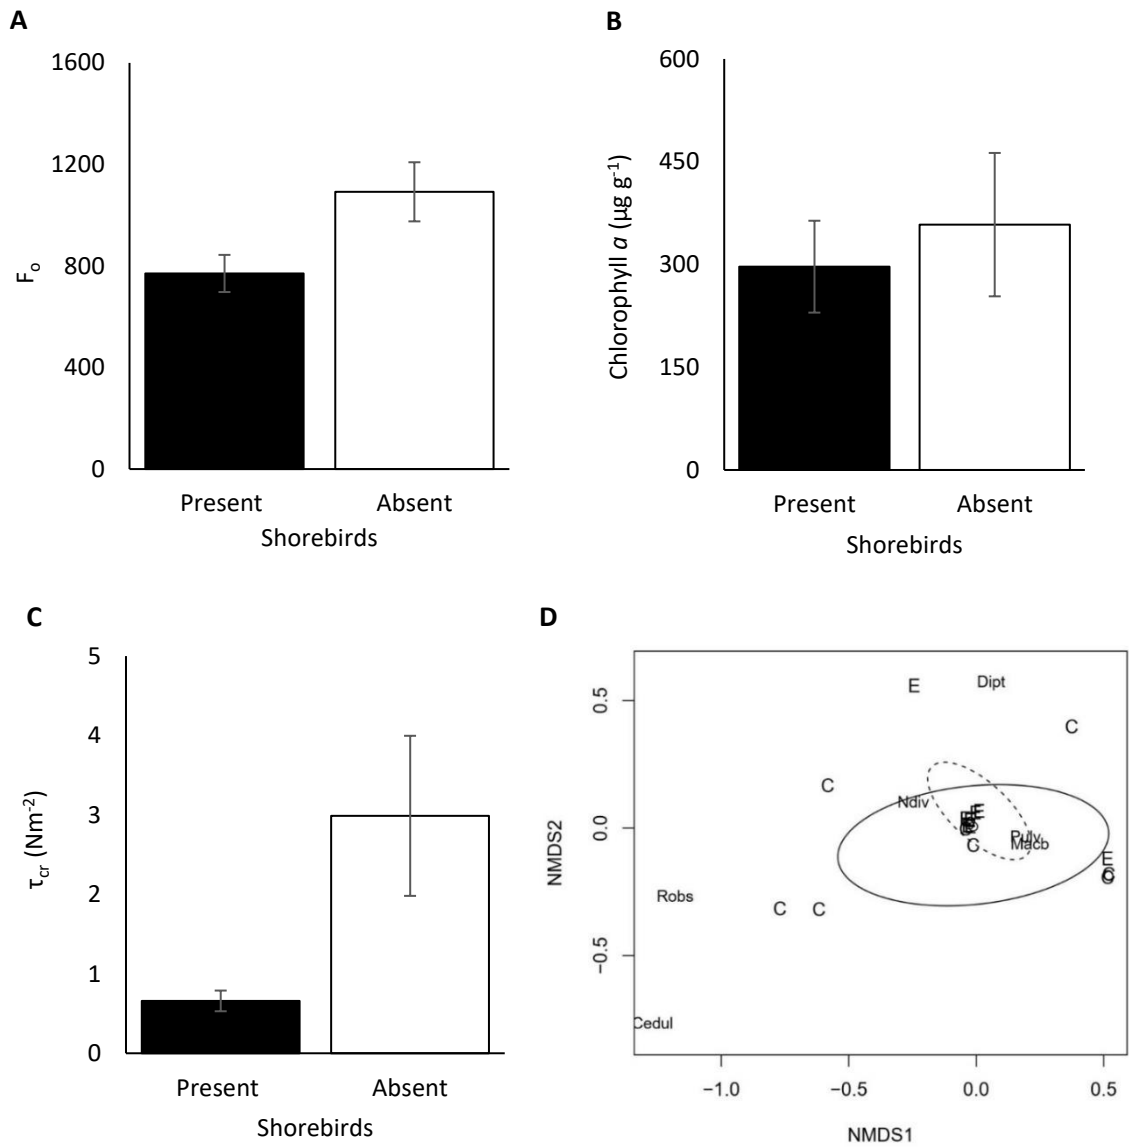 A
1600
1200
800
400
0
F₀
Present Absent
Shorebirds
B
600
450
300
150
0
Chlorophyll a (µg g⁻¹)
Present Absent
Shorebirds
C
5
4
3
2
1
0
τcr (Nm⁻²)
Present Absent
Shorebirds
D
0.5
0.0
−0.5
NMDS2
E Dipt
C
C
Ndiv
E
C
Pulv
Macb
E
C
Robs
C C
Cedul
−1.0 −0.5 0.0 0.5
NMDS1